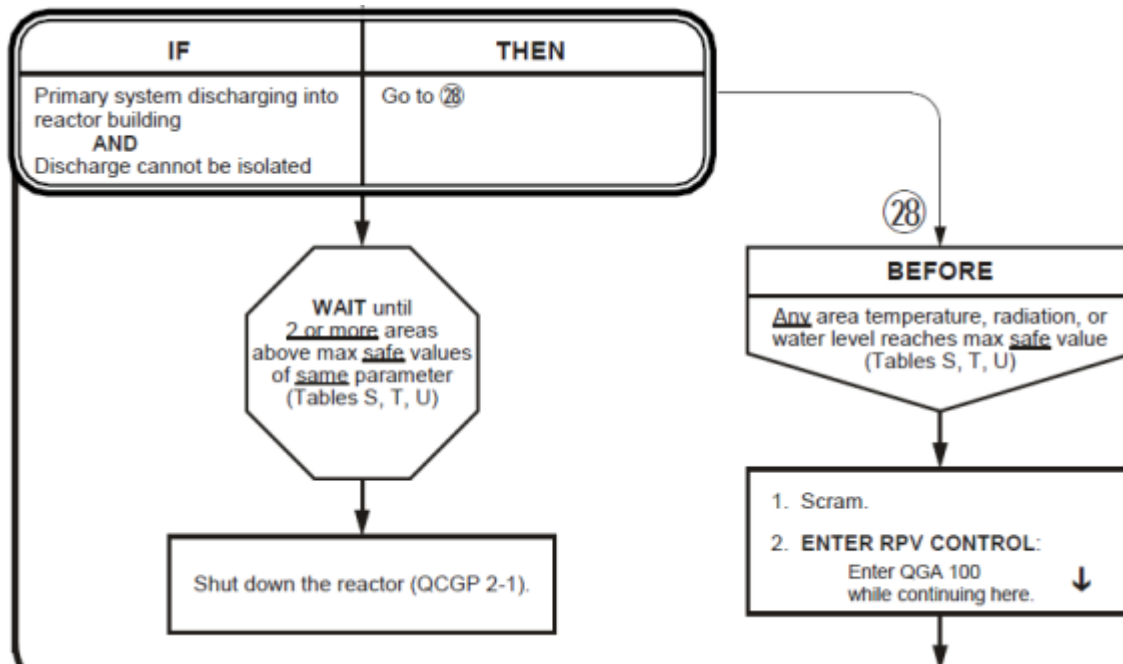 IF
THEN
Primary system discharging into
reactor building
AND
Discharge cannot be isolated
Go to ㉘
WAIT until
2 or more areas
above max safe values
of same parameter
(Tables S, T, U)
Shut down the reactor (QCGP 2-1).
㉘
BEFORE
Any area temperature, radiation, or
water level reaches max safe value
(Tables S, T, U)
1. Scram.
2. ENTER RPV CONTROL:
Enter QGA 100
while continuing here.